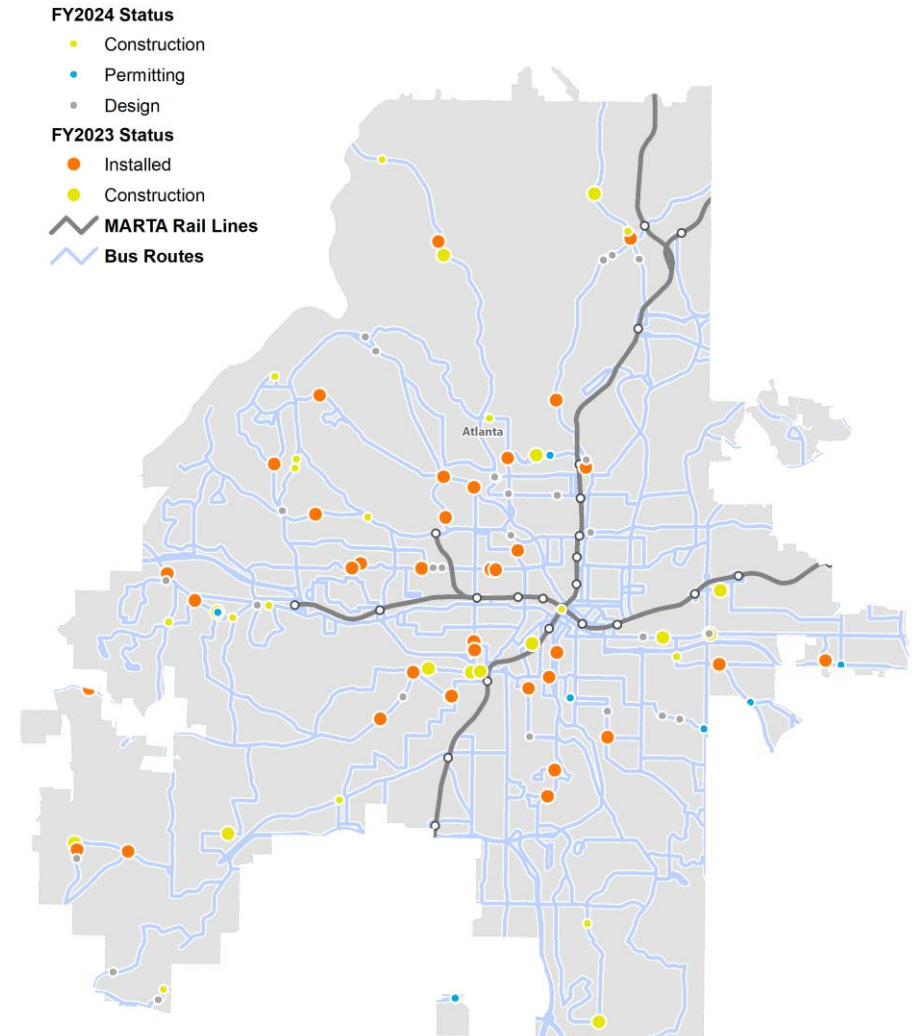 FY2024 Status
Construction
Permitting
Design
FY2023 Status
Installed
Construction
MARTA Rail Lines
Bus Routes
Atlanta